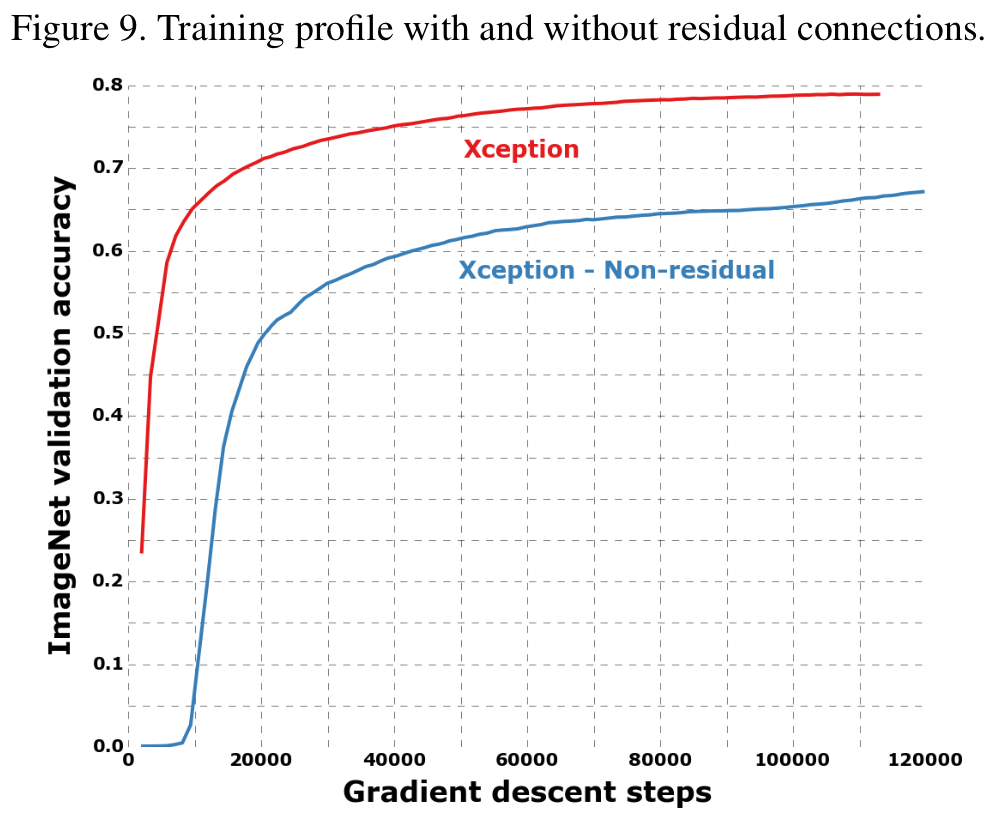 Figure 9. Training profile with and without residual connections.
0.8
0.7
0.6
0.5
0.4
0.3
0.2
0.1
0.0
ImageNet validation accuracy
Xception
Xception - Non-residual
0 20000 40000 60000 80000 100000 120000
Gradient descent steps